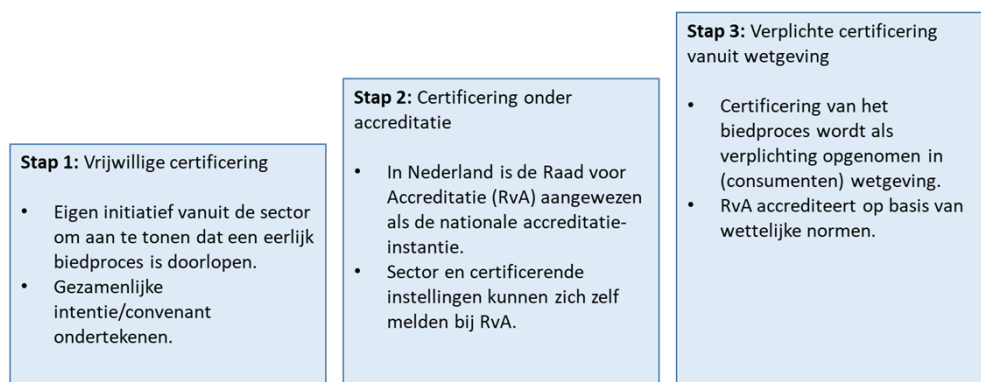 Stap 1: Vrijwillige certificering
• Eigen initiatief vanuit de sector
om aan te tonen dat een eerlijk
biedproces is doorlopen.
• Gezamenlijke
intentie/convenant
ondertekenen.
Stap 2: Certificering onder
accreditatie
• In Nederland is de Raad voor
Accreditatie (RvA) aangewezen
als de nationale accreditatie-
instantie.
• Sector en certificerende
instellingen kunnen zich zelf
melden bij RvA.
Stap 3: Verplichte certificering
vanuit wetgeving
• Certificering van het
biedproces wordt als
verplichting opgenomen in
(consumenten) wetgeving.
• RvA accrediteert op basis van
wettelijke normen.